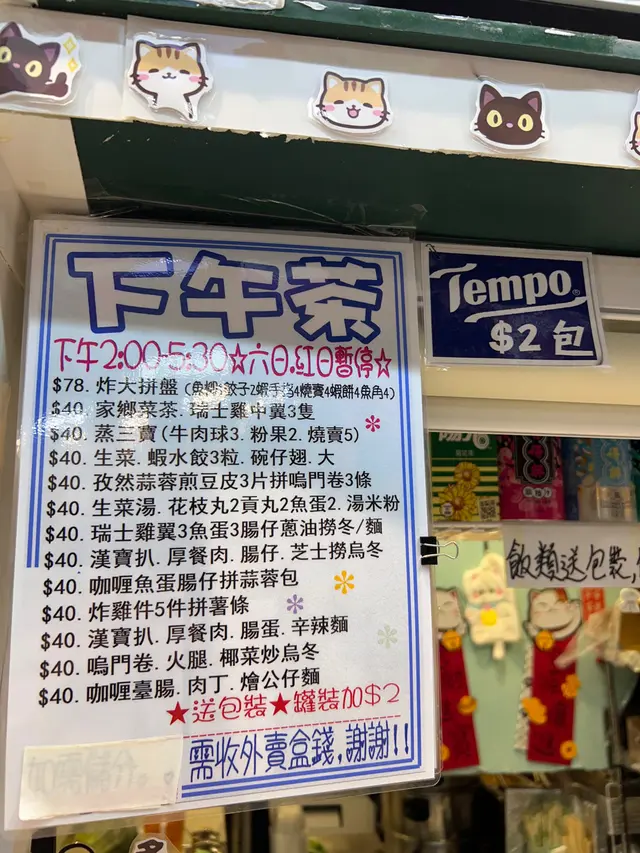 下午茶
下午2:00-5:30☆六日.紅日暫停☆
$78. 炸大拼盤
$40. 家鄉菜茶. 瑞士雞中翼3隻
$40. 蒸三寶(牛肉球3. 粉果2. 燒賣5)
$40. 生菜. 蝦水餃3粒. 碗仔翅. 大
$40. 孜然蒜蓉煎豆皮3片拼嗚門卷3條
$40. 生菜湯. 花枝丸2貢丸2魚蛋2. 湯米粉
$40. 瑞士雞翼3魚蛋3腸仔蔥油撈冬/麵
$40. 漢寶扒. 厚餐肉. 腸仔. 芝士撈烏冬
$40. 咖喱魚蛋腸仔拼蒜蓉包
$40. 炸雞件5件拼薯條
$40. 漢寶扒. 厚餐肉. 腸蛋. 辛辣麵
$40. 嗚門卷. 火腿. 椰菜炒烏冬
$40. 咖喱臺腸. 肉丁. 燴公仔麵
★送包裝★罐裝加$2
需收外賣盒錢,謝謝!!
Tempo
$2包
飯類送包裝,